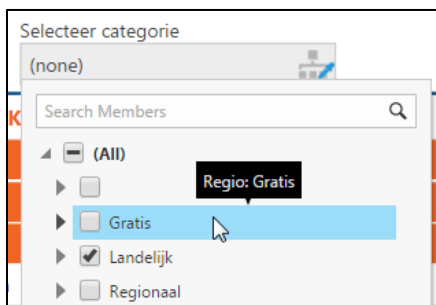 Selecteer categorie
(none)
K
Search Members
(All)
Regio: Gratis
Gratis
Landelijk
Regionaal